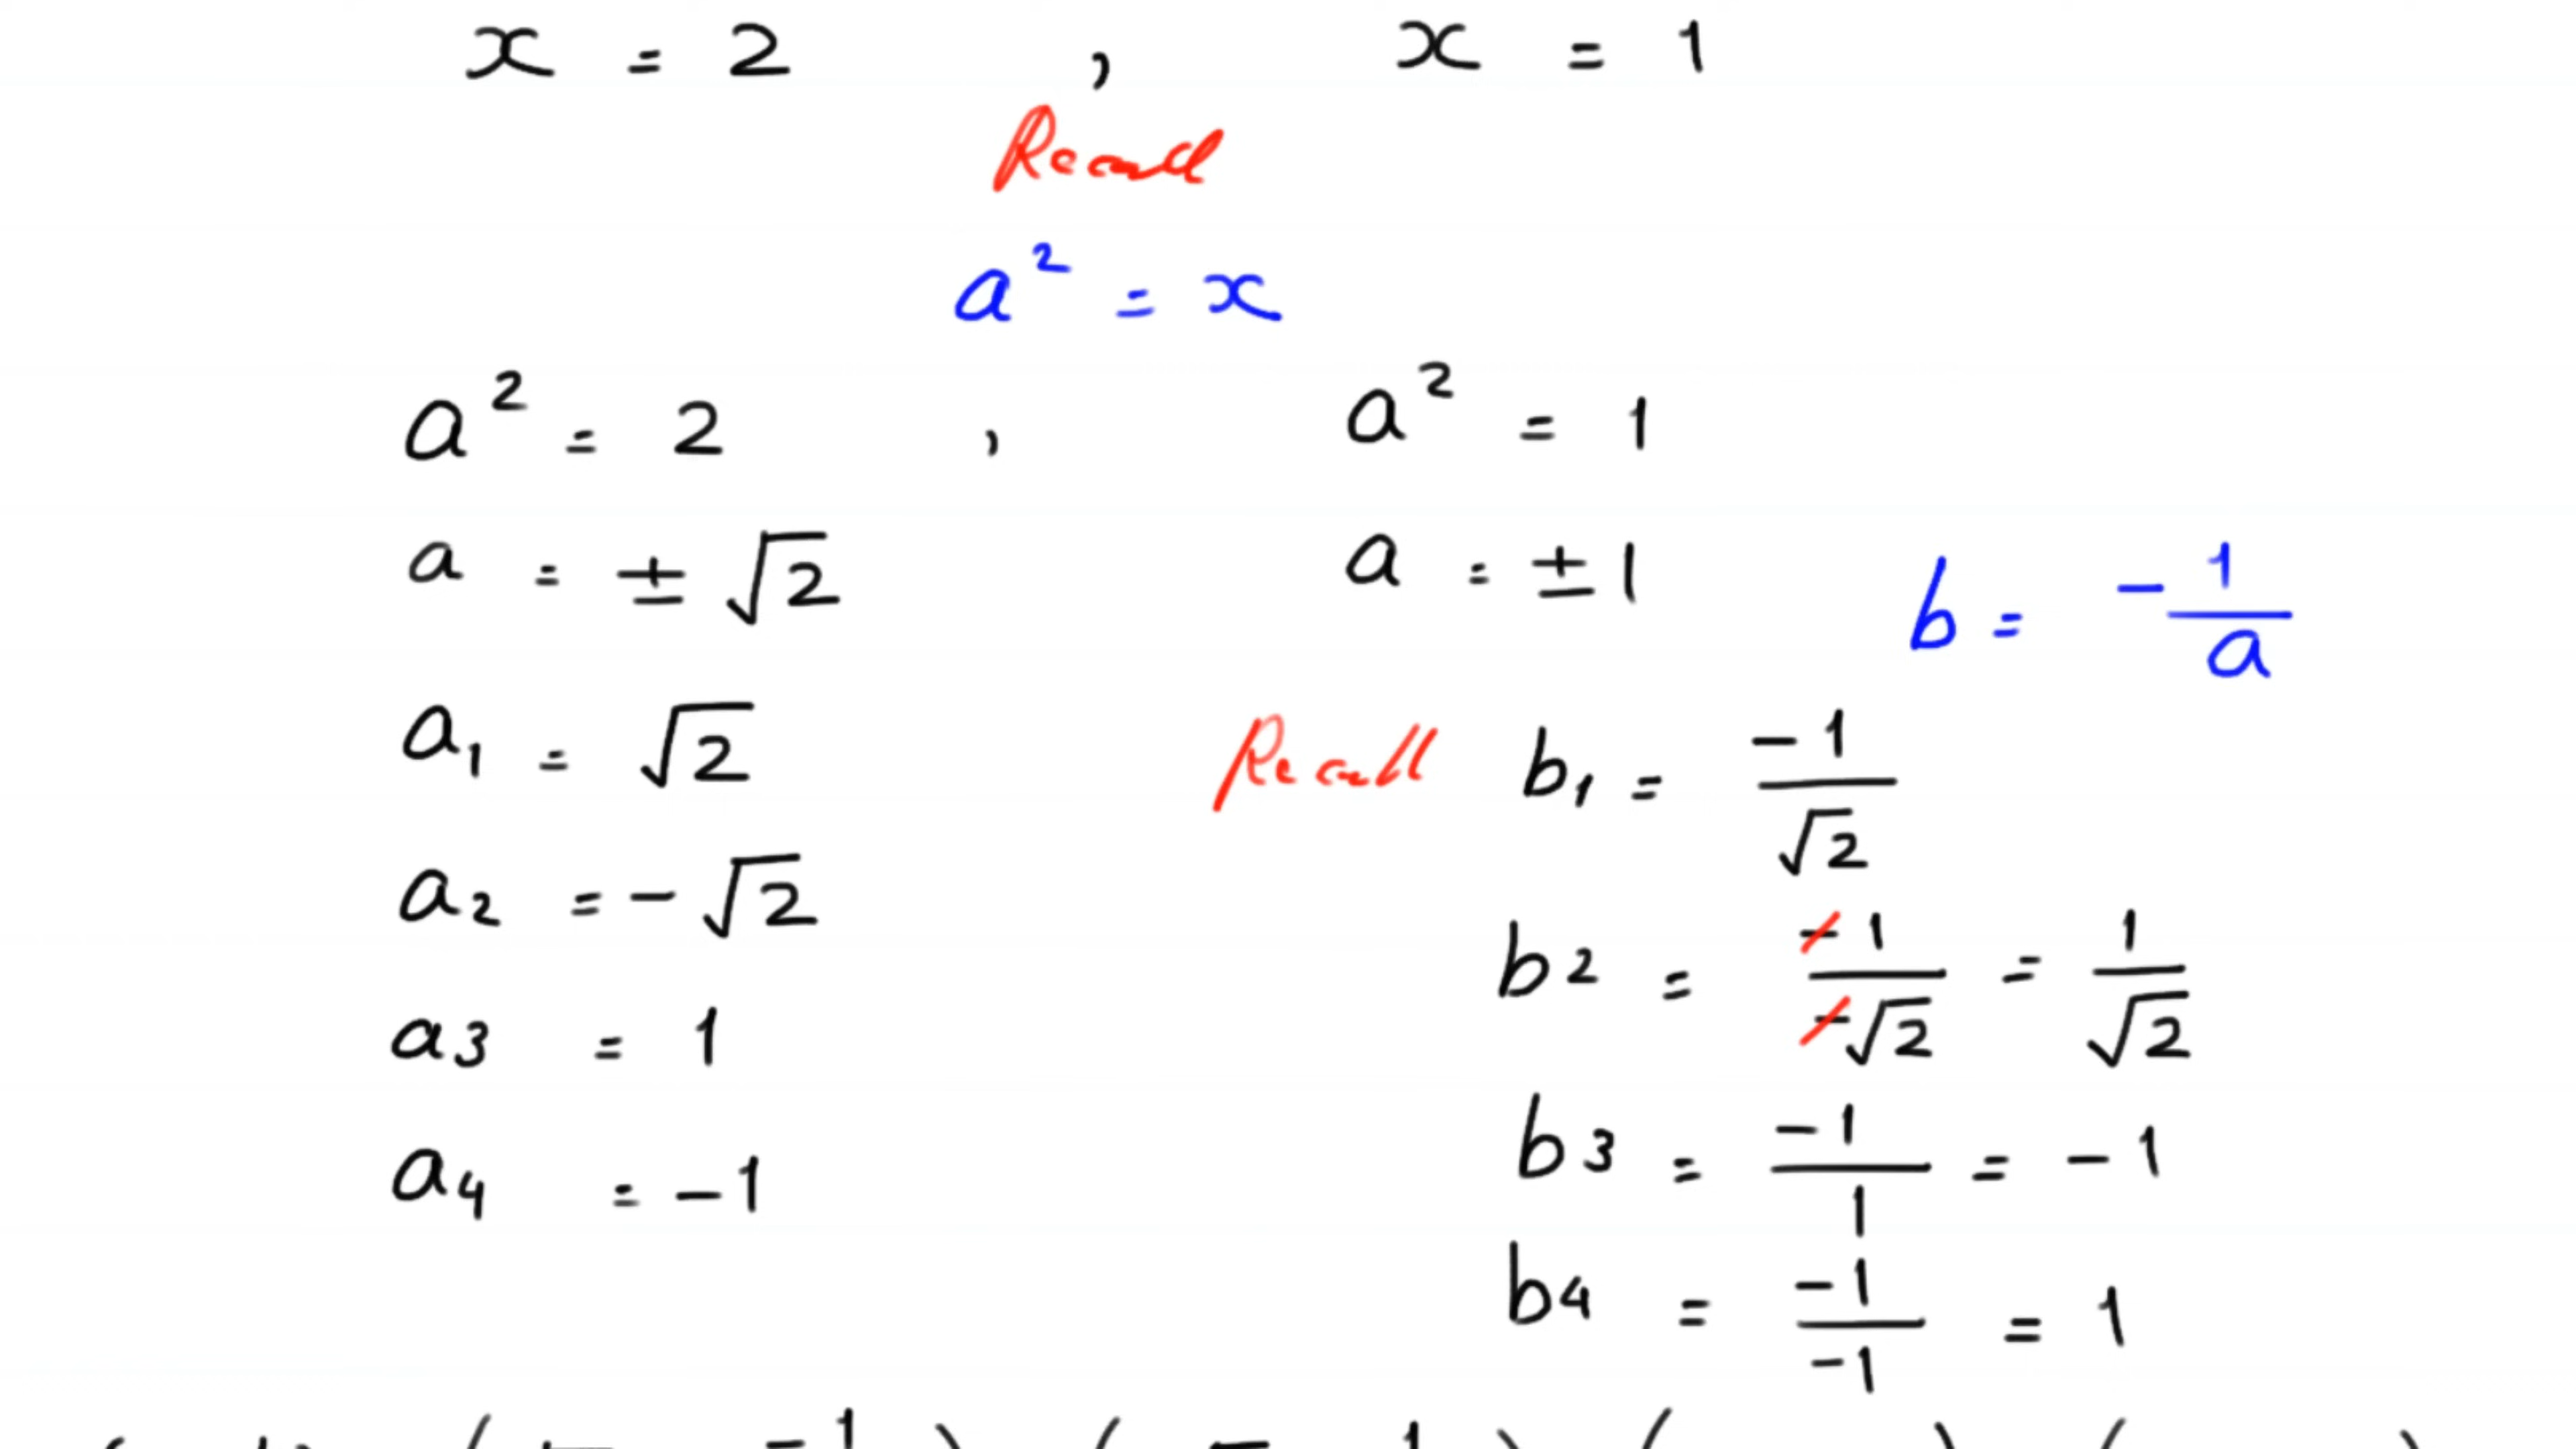 x = 2 , x = 1
Recall
a² = x
a² = 2 , a² = 1
a = ± √2 a = ± 1 b = -1/a
a₁ = √2 Recall b₁ = -1/√2
a₂ = -√2 b₂ = -1/-√2 = 1/√2
a₃ = 1 b₃ = -1/1 = -1
a₄ = -1 b₄ = -1/-1 = 1